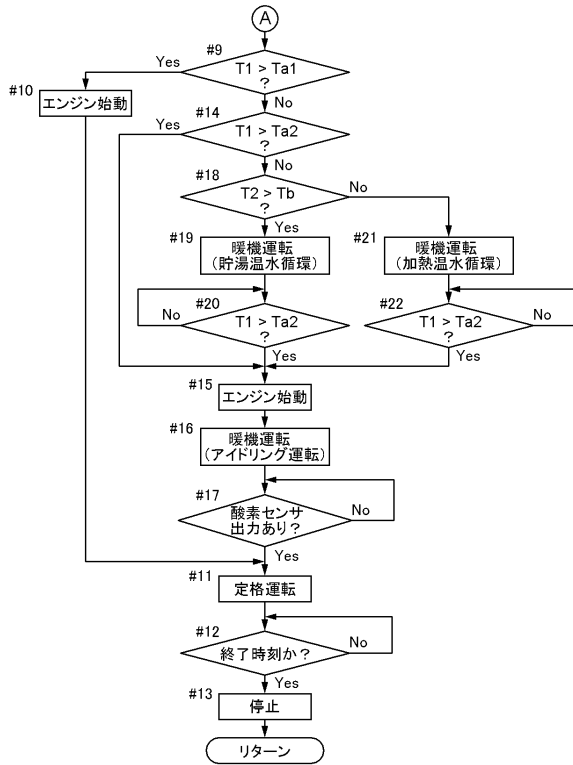 A
#9
T1 > Ta1
?
Yes
No
#10
エンジン始動
#14
T1 > Ta2
?
Yes
No
#18
T2 > Tb
?
No
Yes
#19
暖機運転
(貯湯温水循環)
#21
暖機運転
(加熱温水循環)
#20
T1 > Ta2
?
No
Yes
#22
T1 > Ta2
?
No
Yes
#15
エンジン始動
#16
暖機運転
(アイドリング運転)
#17
酸素センサ
出力あり?
No
Yes
#11
定格運転
#12
終了時刻か?
No
Yes
#13
停止
リターン